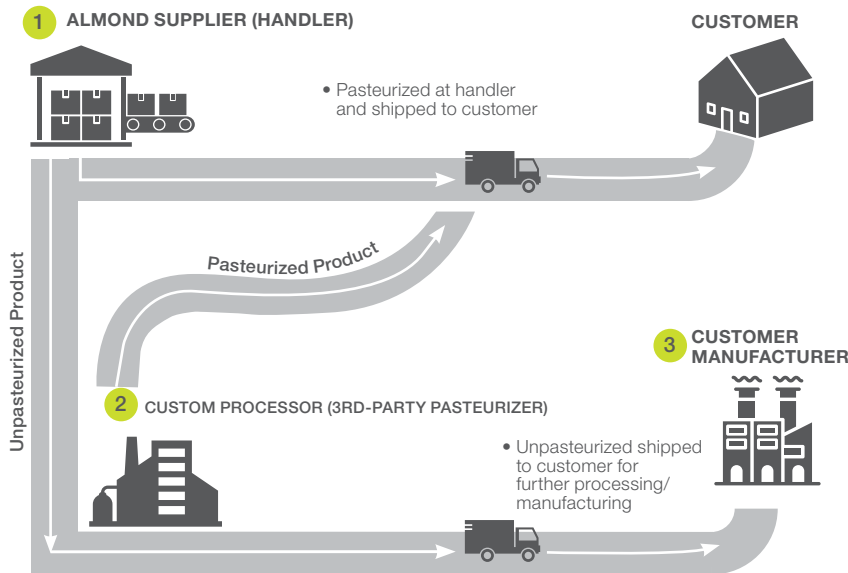 1 ALMOND SUPPLIER (HANDLER)
CUSTOMER
• Pasteurized at handler
and shipped to customer
Unpasteurized Product
Pasteurized Product
3 CUSTOMER
MANUFACTURER
2 CUSTOM PROCESSOR (3RD-PARTY PASTEURIZER)
• Unpasteurized shipped
to customer for
further processing/
manufacturing